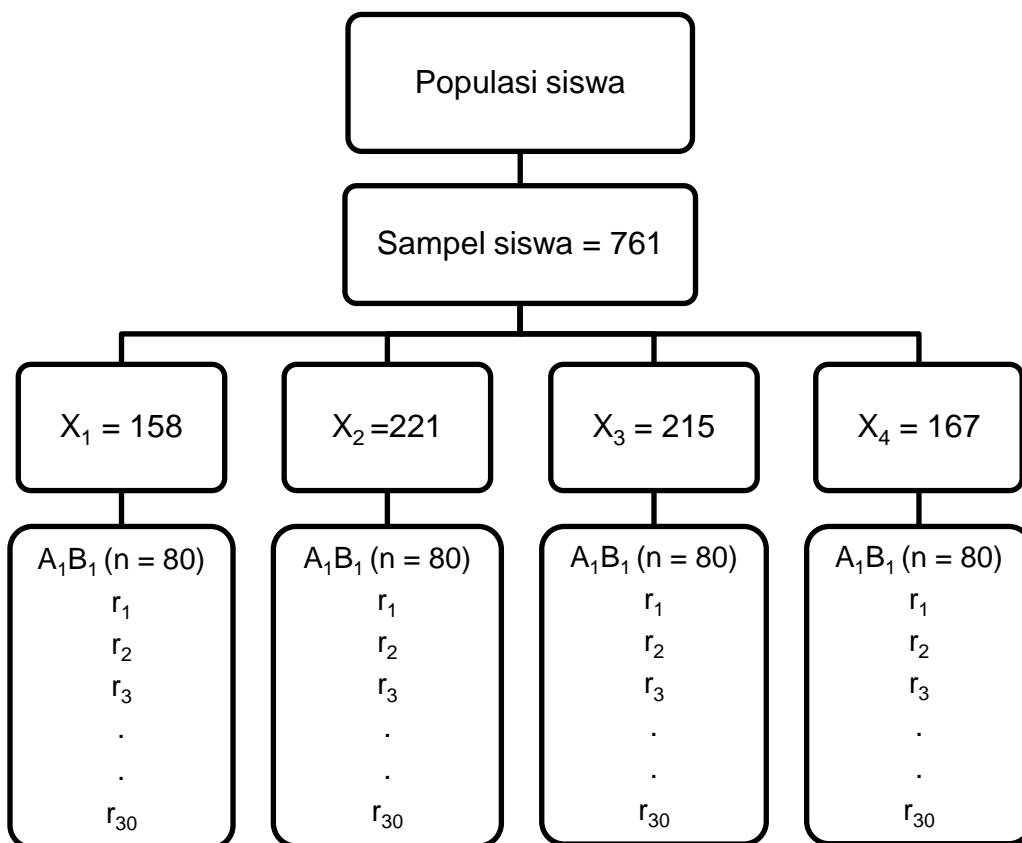 Populasi siswa
Sampel siswa = 761
X₁ = 158
X₂ =221
X₃ = 215
X₄ = 167
A₁B₁ (n = 80)
r₁
r₂
r₃
.
.
r₃₀
A₁B₁ (n = 80)
r₁
r₂
r₃
.
.
r₃₀
A₁B₁ (n = 80)
r₁
r₂
r₃
.
.
r₃₀
A₁B₁ (n = 80)
r₁
r₂
r₃
.
.
r₃₀